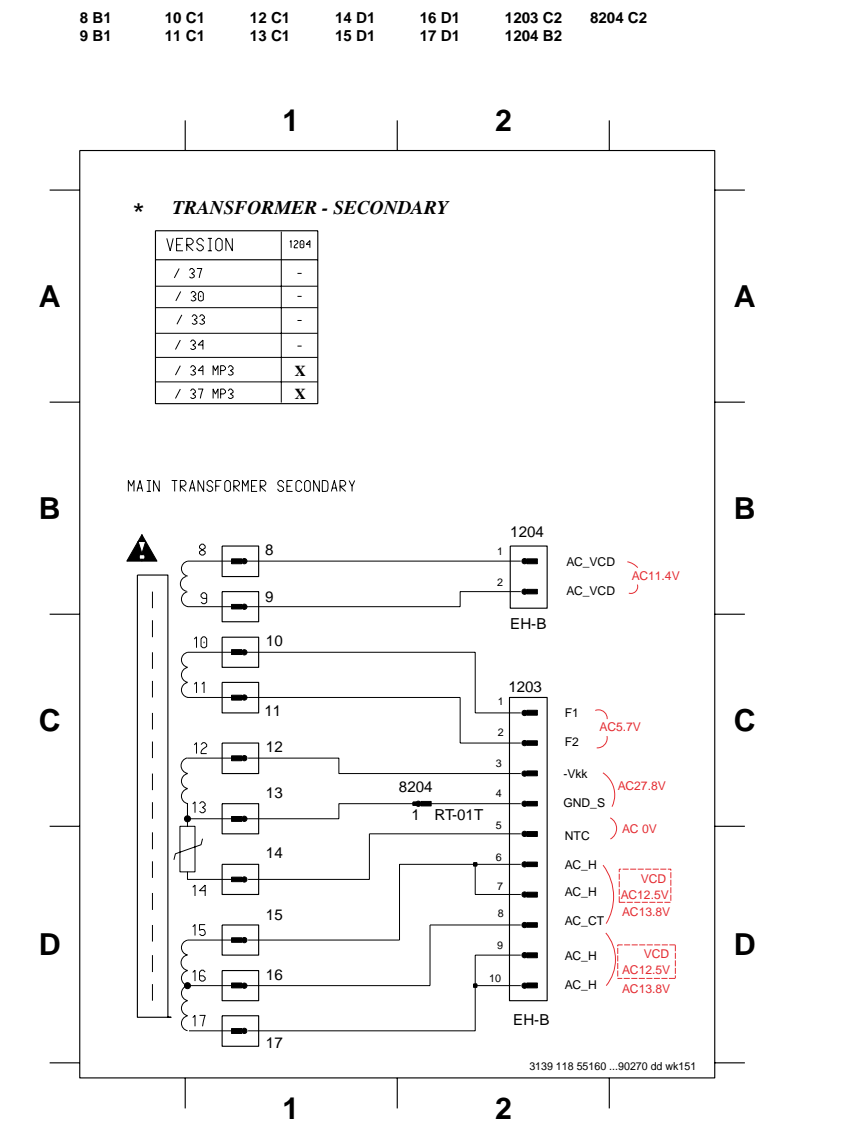 8 B1 10 C1 12 C1 14 D1 16 D1 1203 C2 8204 C2
9 B1 11 C1 13 C1 15 D1 17 D1 1204 B2
1 2
* TRANSFORMER - SECONDARY
VERSION 1204
/ 37 -
/ 30 -
/ 33 -
/ 34 -
/ 34 MP3 X
/ 37 MP3 X
A A
MAIN TRANSFORMER SECONDARY
B B
1204
8 8 1 AC_VCD
AC11.4V
9 9 2 AC_VCD
EH-B
10 10
1203
11 11
1 F1
AC5.7V
C C
2 F2
12 12 3 -Vkk
AC27.8V
8204
13 13 4 GND_S
1 RT-01T
5 NTC AC 0V
14 14
6 AC_H
VCD
7 AC_H AC12.5V
AC13.8V
8 AC_CT
15 15
D D
9 AC_H VCD
AC12.5V
16 16 10 AC_H AC13.8V
17 17
EH-B
3139 118 55160 ...90270 dd wk151
1 2